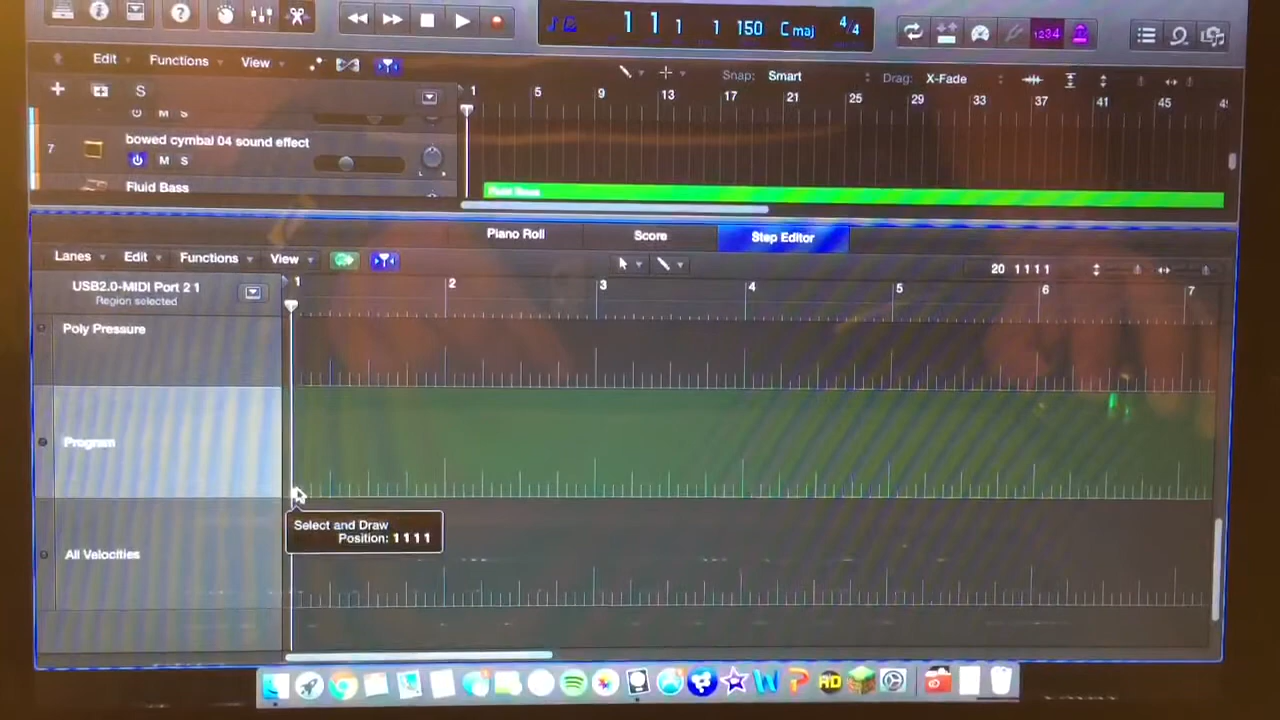 1 1 1 1 150 C maj 4/4
1234
Edit Functions View Snap: Smart Drag: X-Fade
S 1 5 9 13 17 21 25 29 33 37 41 45
M S
7 bowed cymbal 04 sound effect
M S
Fluid Bass
Piano Roll Score Step Editor
Lanes Edit Functions View 20 1 1 1 1
USB2.0-MIDI Port 2 1 1 2 3 4 5 6 7
Region selected
Poly Pressure
Program
Select and Draw
Position: 1 1 1 1
All Velocities